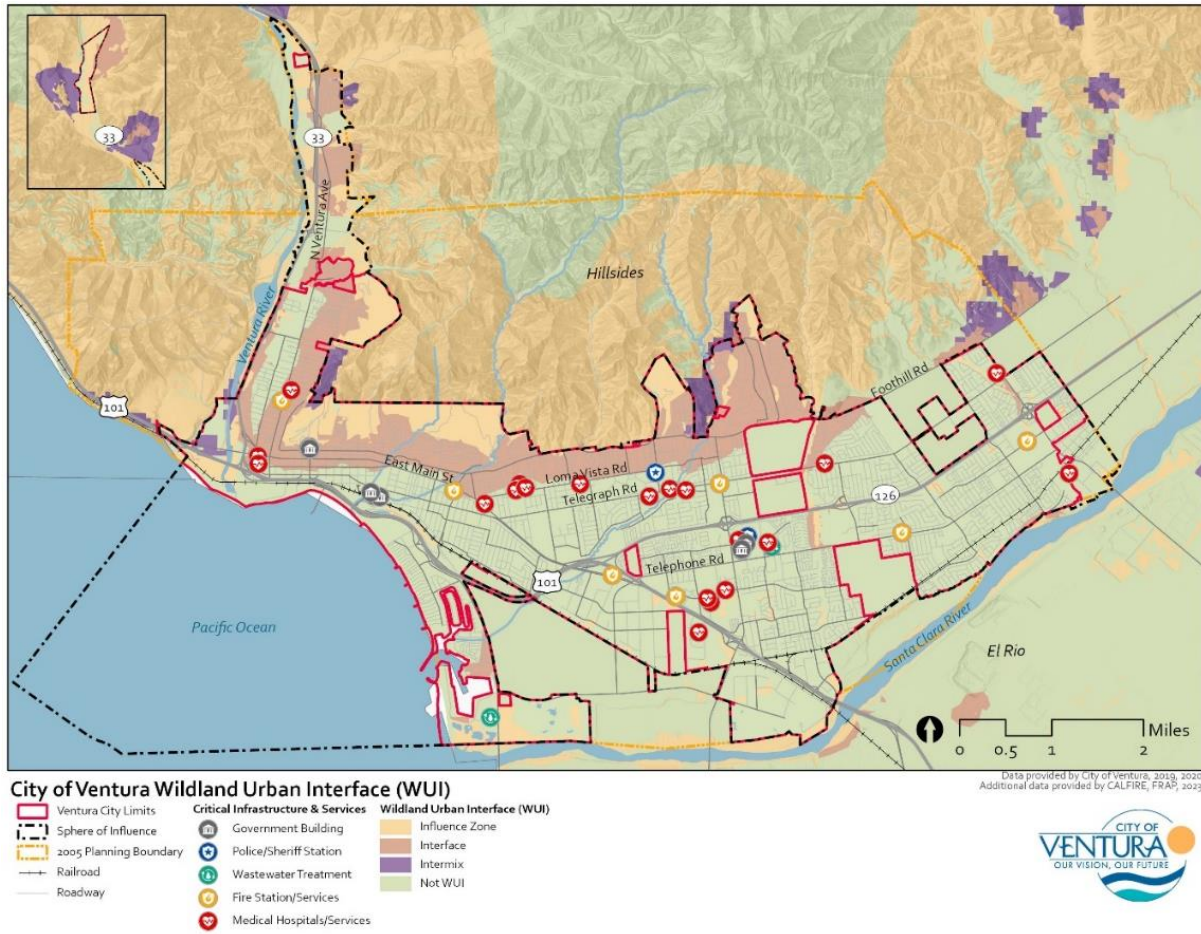 33
33
N Ventura Ave
Ventura River
Hillsides
101
Foothill Rd
East Main St
Loma Vista Rd
Telegraph Rd
126
Telephone Rd
101
Pacific Ocean
Santa Clara River
El Rio
0 0.5 1 2 Miles
Data provided by City of Ventura, 2019, 2020
Additional data provided by CALFIRE, FRAP, 2023
City of Ventura Wildland Urban Interface (WUI)
Ventura City Limits
Sphere of Influence
2005 Planning Boundary
Railroad
Roadway
Critical Infrastructure & Services
Government Building
Police/Sheriff Station
Wastewater Treatment
Fire Station/Services
Medical Hospitals/Services
Wildland Urban Interface (WUI)
Influence Zone
Interface
Intermix
Not WUI
CITY OF
VENTURA
OUR VISION, OUR FUTURE